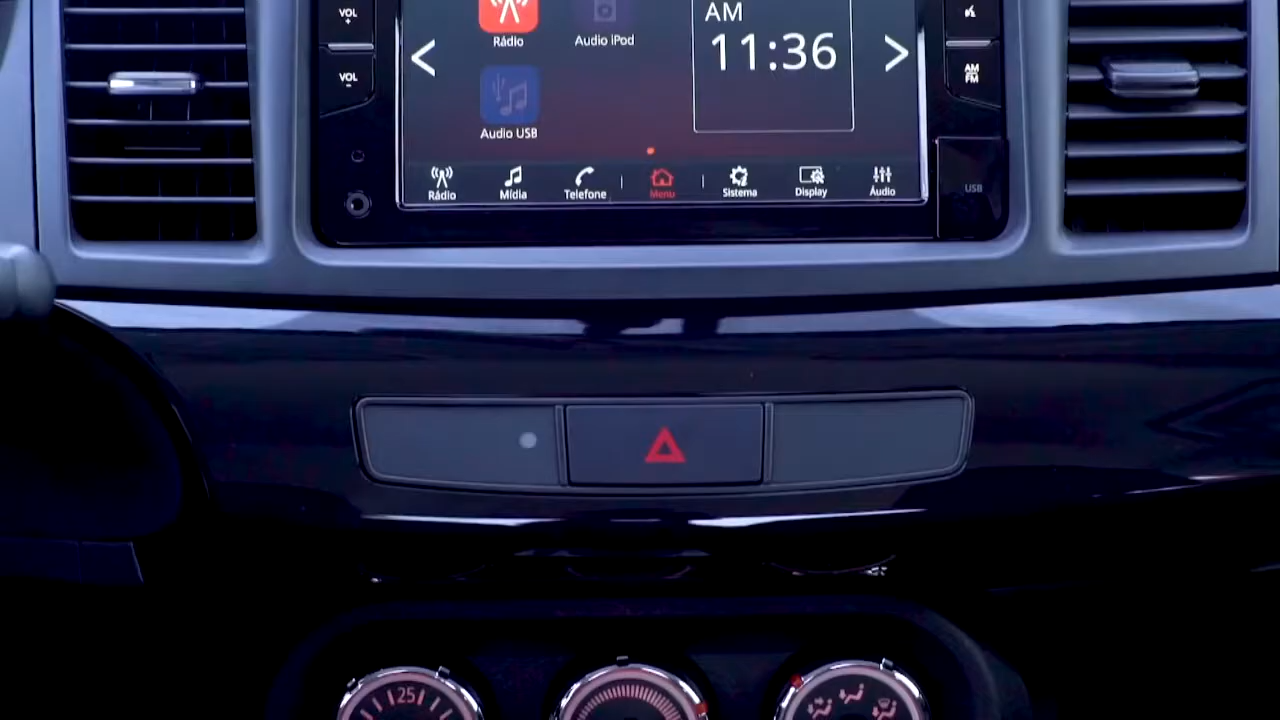 VOL
+
VOL
-
Rádio
Audio iPod
Audio USB
<
AM
11:36
>
AM
FM
USB
Rádio
Mídia
Telefone
Menu
Sistema
Display
Áudio
25